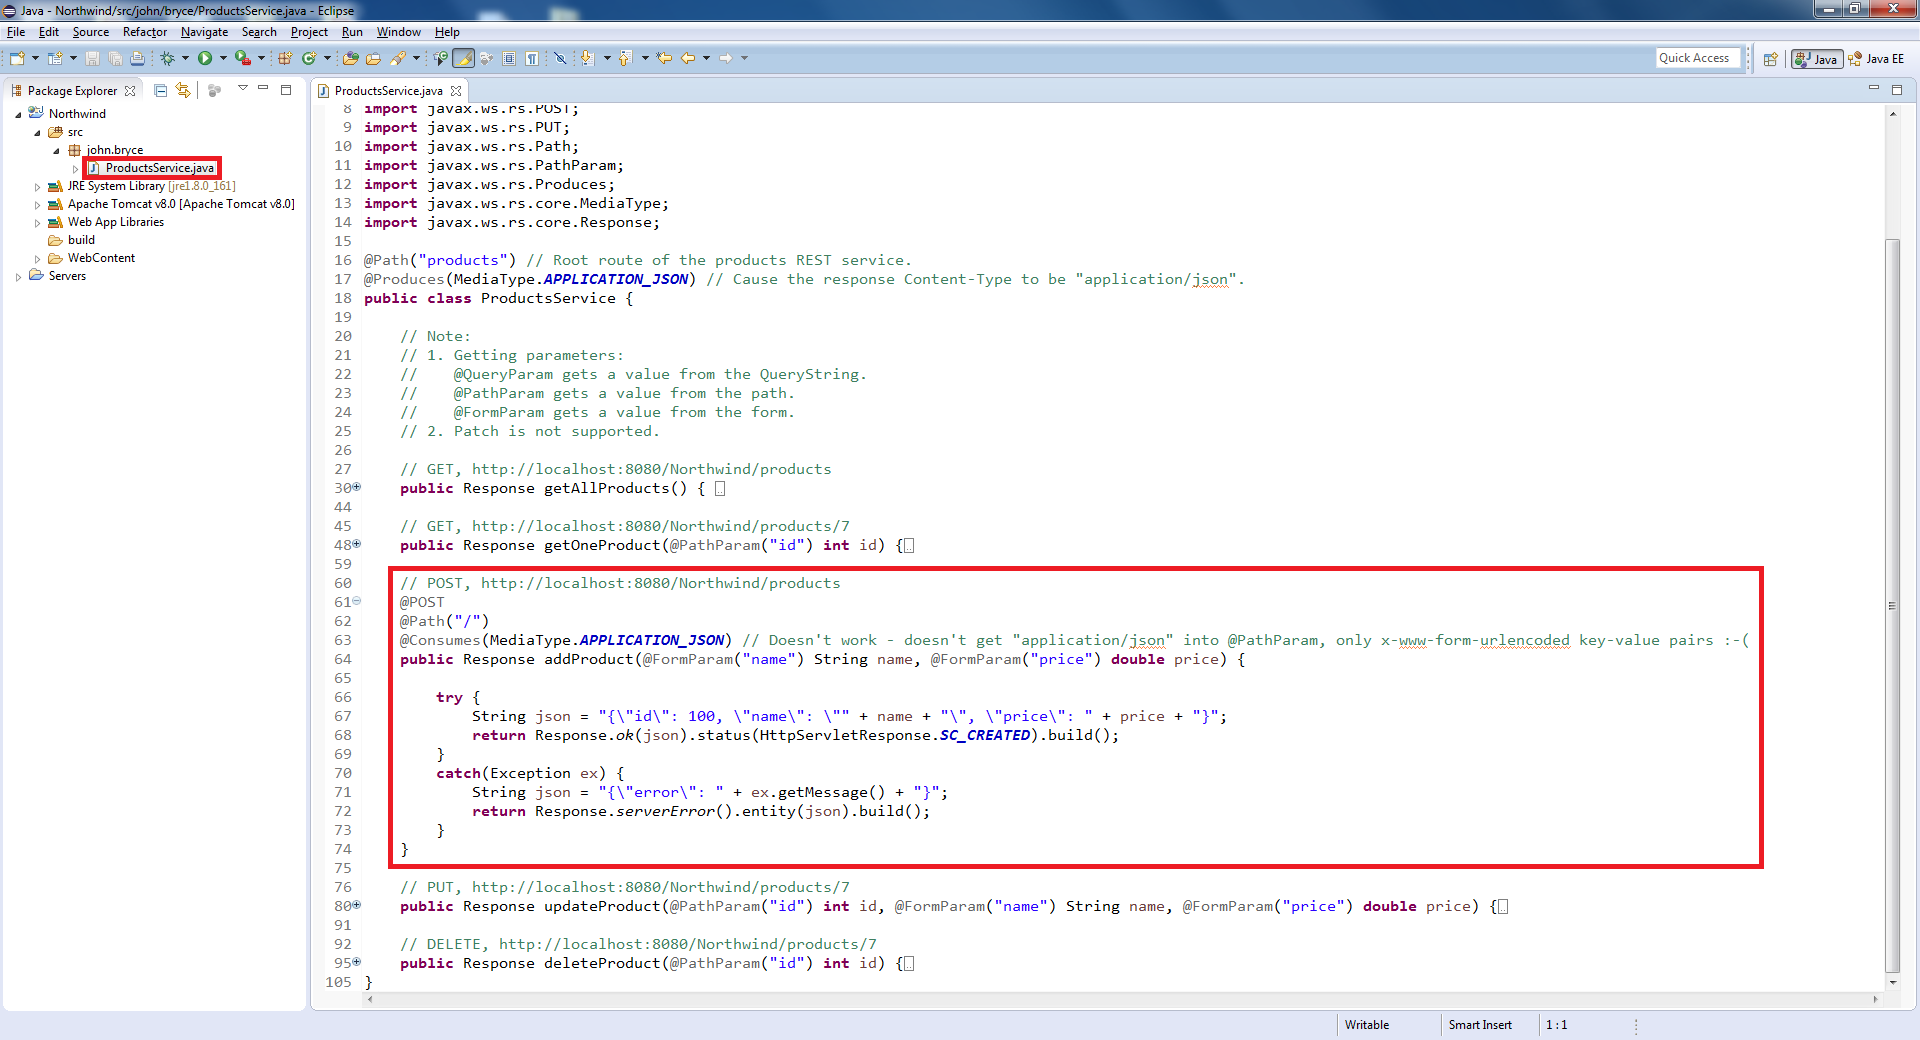 Java - Northwind/src/john/bryce/ProductsService.java - Eclipse
File Edit Source Refactor Navigate Search Project Run Window Help
Quick Access Java Java EE
Package Explorer
Northwind
src
john.bryce
ProductsService.java
JRE System Library [jre1.8.0_161]
Apache Tomcat v8.0 [Apache Tomcat v8.0]
Web App Libraries
build
WebContent
Servers
ProductsService.java
8 import javax.ws.rs.POST;
9 import javax.ws.rs.PUT;
10 import javax.ws.rs.Path;
11 import javax.ws.rs.PathParam;
12 import javax.ws.rs.Produces;
13 import javax.ws.rs.core.MediaType;
14 import javax.ws.rs.core.Response;
15
16 @Path("products") // Root route of the products REST service.
17 @Produces(MediaType.APPLICATION_JSON) // Cause the response Content-Type to be "application/json".
18 public class ProductsService {
19
20 // Note:
21 // 1. Getting parameters:
22 // @QueryParam gets a value from the QueryString.
23 // @PathParam gets a value from the path.
24 // @FormParam gets a value from the form.
25 // 2. Patch is not supported.
26
27 // GET, http://localhost:8080/Northwind/products
30 public Response getAllProducts() {
44
45 // GET, http://localhost:8080/Northwind/products/7
48 public Response getOneProduct(@PathParam("id") int id) {
59
60 // POST, http://localhost:8080/Northwind/products
61 @POST
62 @Path("/")
63 @Consumes(MediaType.APPLICATION_JSON) // Doesn't work - doesn't get "application/json" into @PathParam, only x-www-form-urlencoded key-value pairs :-(
64 public Response addProduct(@FormParam("name") String name, @FormParam("price") double price) {
65
66 try {
67 String json = "{\"id\": 100, \"name\": \"" + name + "\", \"price\": " + price + "}";
68 return Response.ok(json).status(HttpServletResponse.SC_CREATED).build();
69 }
70 catch(Exception ex) {
71 String json = "{\"error\": " + ex.getMessage() + "}";
72 return Response.serverError().entity(json).build();
73 }
74 }
75
76 // PUT, http://localhost:8080/Northwind/products/7
80 public Response updateProduct(@PathParam("id") int id, @FormParam("name") String name, @FormParam("price") double price) {
91
92 // DELETE, http://localhost:8080/Northwind/products/7
95 public Response deleteProduct(@PathParam("id") int id) {
105 }
Writable Smart Insert 1 : 1